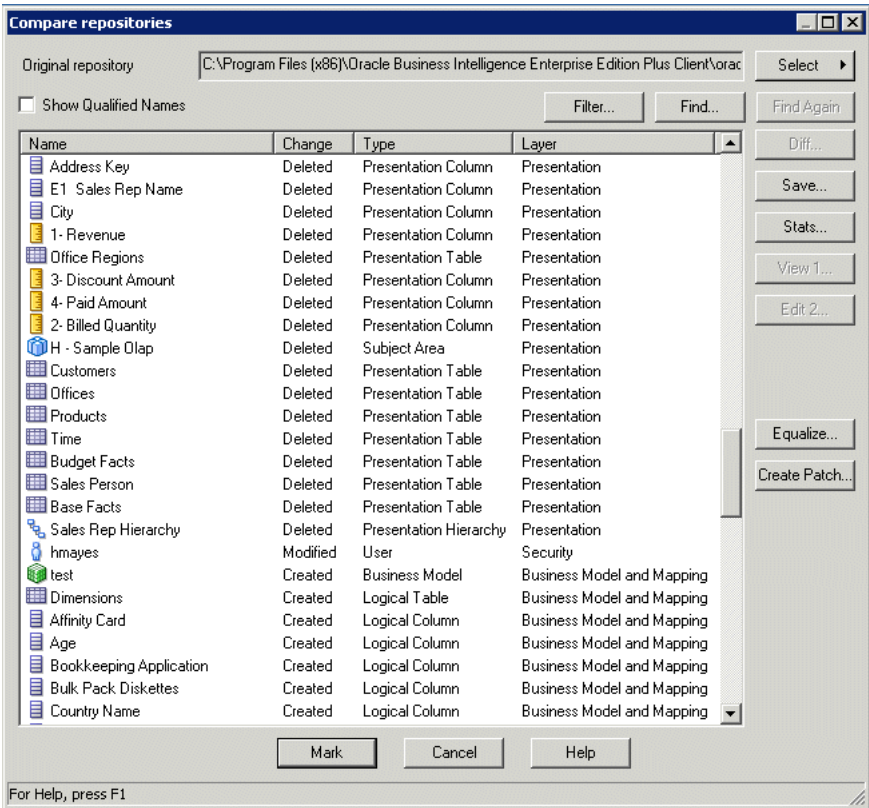 Compare repositories
Original repository C:\Program Files (x86)\Oracle Business Intelligence Enterprise Edition Plus Client\orac Select
Show Qualified Names Filter... Find... Find Again
Name Change Type Layer Diff...
Address Key Deleted Presentation Column Presentation
E1 Sales Rep Name Deleted Presentation Column Presentation Save...
City Deleted Presentation Column Presentation
1- Revenue Deleted Presentation Column Presentation Stats...
Office Regions Deleted Presentation Table Presentation
3- Discount Amount Deleted Presentation Column Presentation View 1...
4- Paid Amount Deleted Presentation Column Presentation Edit 2...
2- Billed Quantity Deleted Presentation Column Presentation
H - Sample Olap Deleted Subject Area Presentation
Customers Deleted Presentation Table Presentation
Offices Deleted Presentation Table Presentation
Products Deleted Presentation Table Presentation
Time Deleted Presentation Table Presentation Equalize...
Budget Facts Deleted Presentation Table Presentation
Sales Person Deleted Presentation Table Presentation Create Patch...
Base Facts Deleted Presentation Table Presentation
Sales Rep Hierarchy Deleted Presentation Hierarchy Presentation
hmayes Modified User Security
test Created Business Model Business Model and Mapping
Dimensions Created Logical Table Business Model and Mapping
Affinity Card Created Logical Column Business Model and Mapping
Age Created Logical Column Business Model and Mapping
Bookkeeping Application Created Logical Column Business Model and Mapping
Bulk Pack Diskettes Created Logical Column Business Model and Mapping
Country Name Created Logical Column Business Model and Mapping
Mark Cancel Help
For Help, press F1